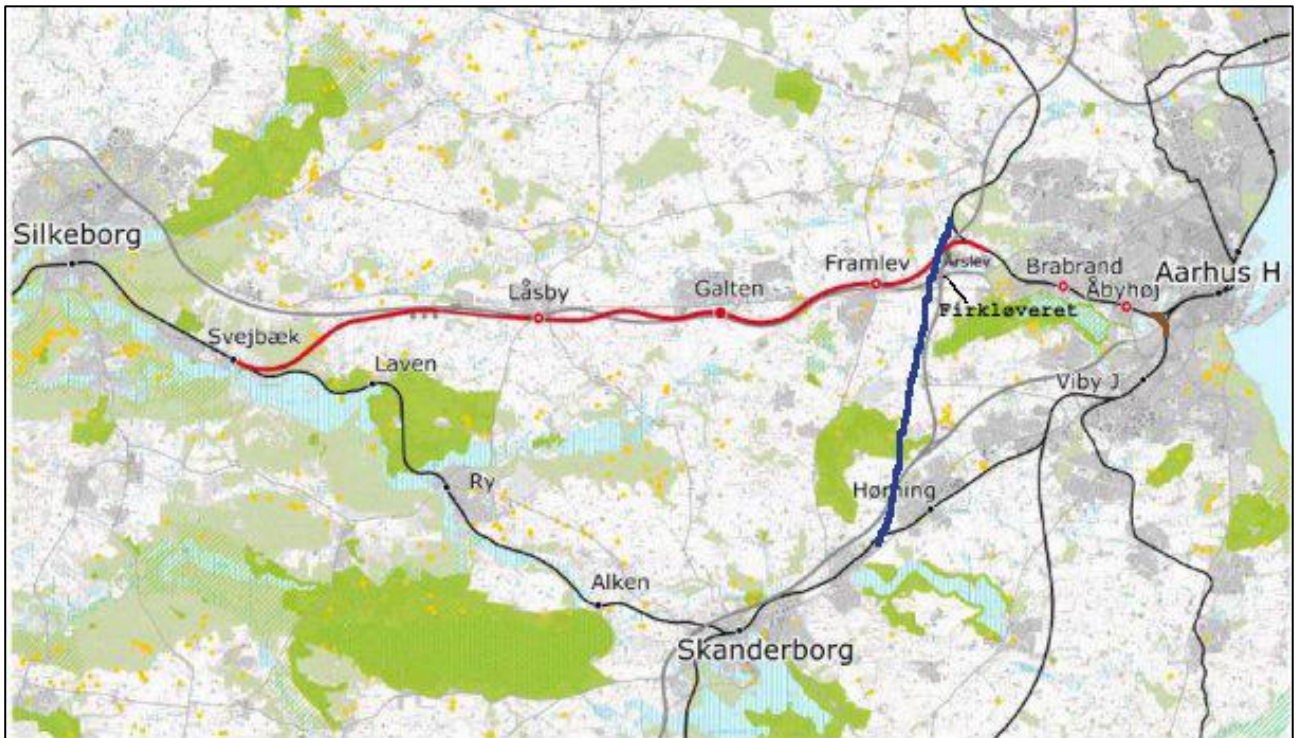 Silkeborg
Framlev
Årslev
Brabrand
Aarhus H
Låsby
Galten
Åbyhøj
Firkløveret
Svejbæk
Laven
Viby J
Ry
Hørning
Alken
Skanderborg